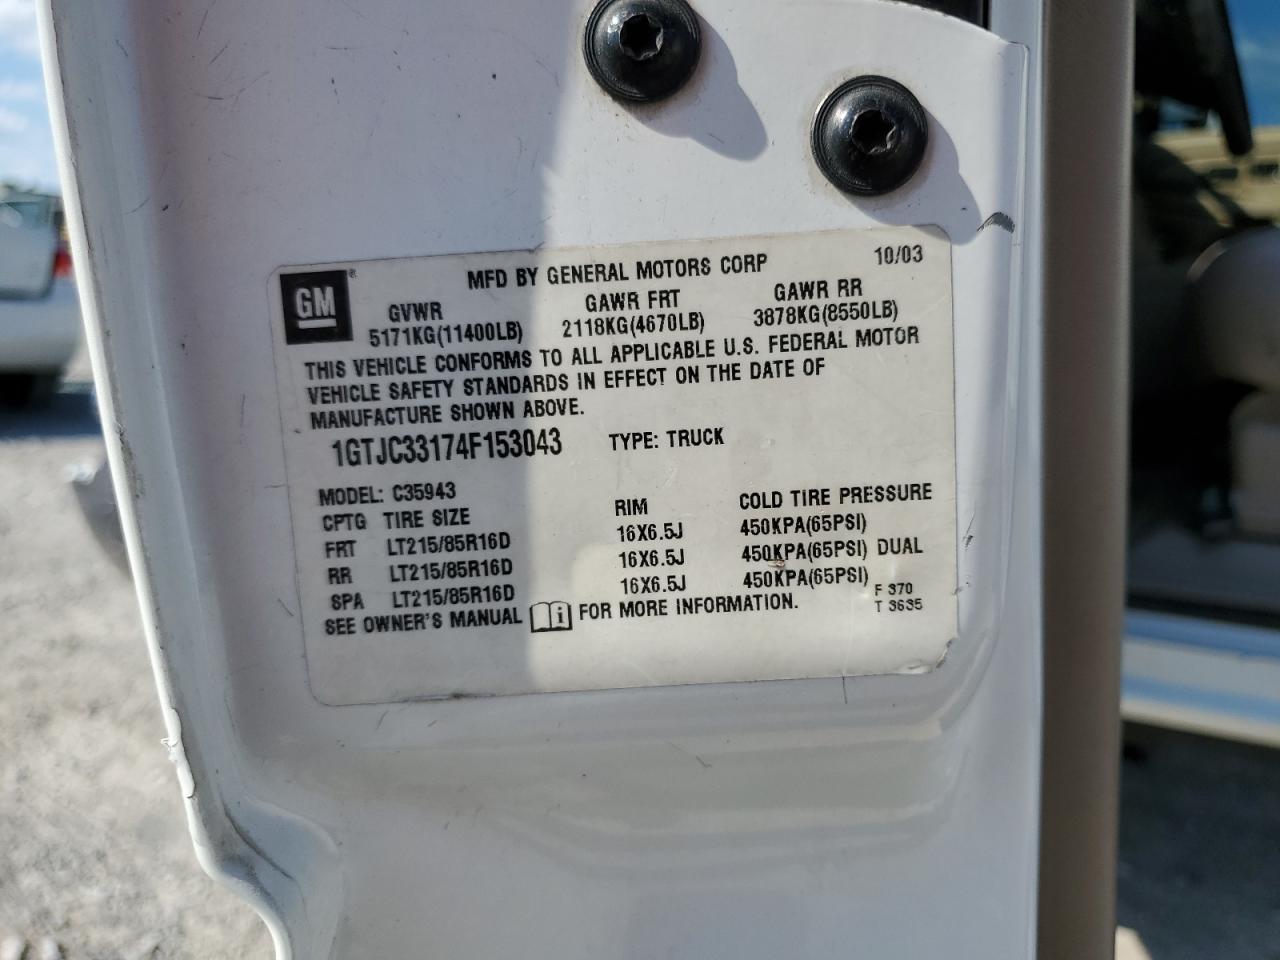 MFD BY GENERAL MOTORS CORP 10/03
GM ®
GVWR GAWR FRT GAWR RR
5171KG(11400LB) 2118KG(4670LB) 3878KG(8550LB)
THIS VEHICLE CONFORMS TO ALL APPLICABLE U.S. FEDERAL MOTOR
VEHICLE SAFETY STANDARDS IN EFFECT ON THE DATE OF
MANUFACTURE SHOWN ABOVE.
1GTJC33174F153043 TYPE: TRUCK
MODEL: C35943
CPTG TIRE SIZE RIM COLD TIRE PRESSURE
FRT LT215/85R16D 16X6.5J 450KPA(65PSI)
RR LT215/85R16D 16X6.5J 450KPA(65PSI) DUAL
SPA LT215/85R16D 16X6.5J 450KPA(65PSI)
SEE OWNER'S MANUAL i FOR MORE INFORMATION.
F 370
T 3635